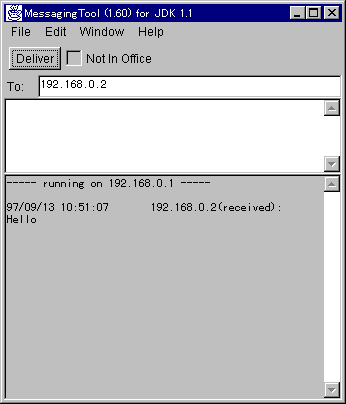 MessagingTool (1.60) for JDK 1.1
File Edit Window Help
Deliver Not In Office
To: 192.168.0.2
----- running on 192.168.0.1 -----
97/09/13 10:51:07 192.168.0.2(received):
Hello